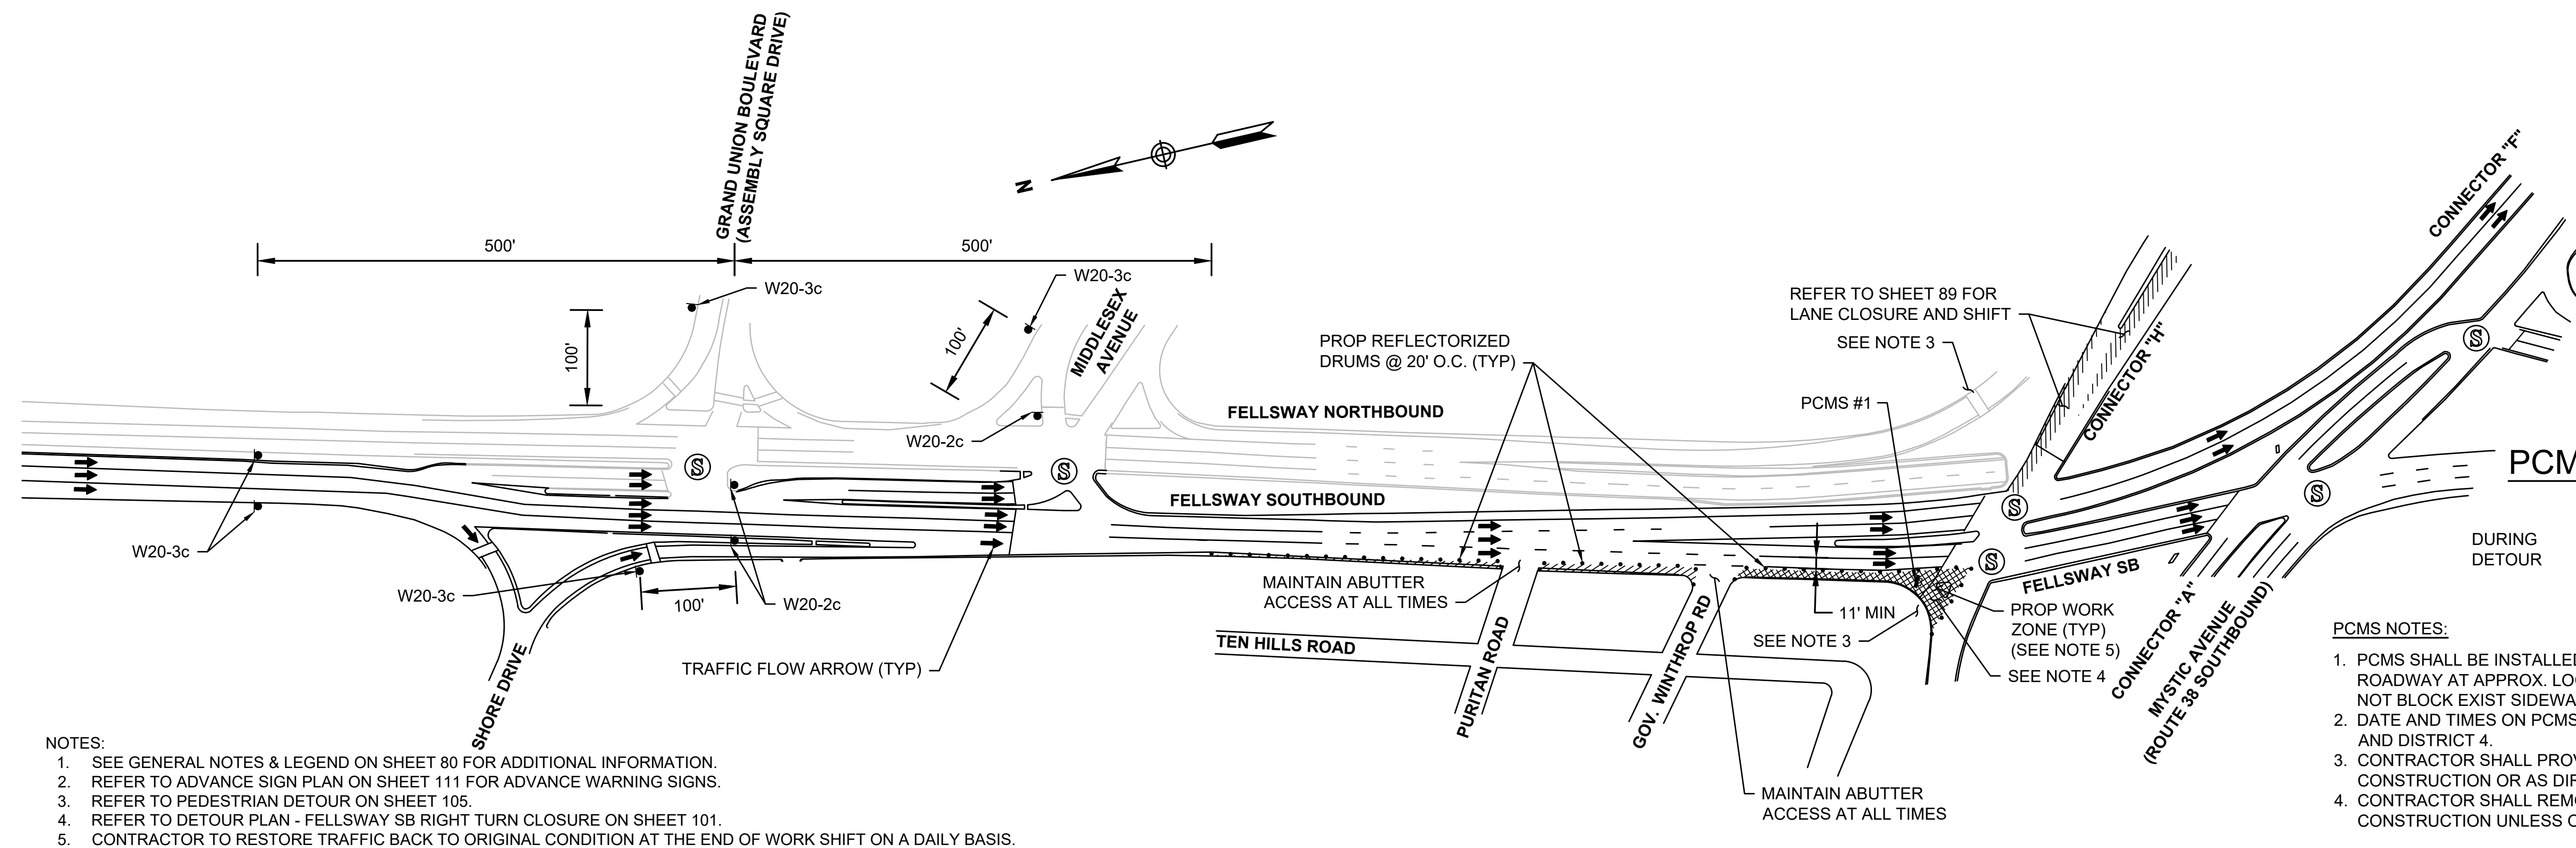 GRAND UNION BOULEVARD
(ASSEMBLY SQUARE DRIVE)
N
500'
500'
W20-3c
W20-3c
100'
100'
MIDDLESEX
AVENUE
W20-2c
PROP REFLECTORIZED
DRUMS @ 20' O.C. (TYP)
REFER TO SHEET 89 FOR
LANE CLOSURE AND SHIFT
SEE NOTE 3
PCMS #1
CONNECTOR "H"
CONNECTOR "F"
S
S
S
S
S
S
FELLSWAY NORTHBOUND
FELLSWAY SOUTHBOUND
W20-3c
W20-3c
100'
W20-2c
SHORE DRIVE
TRAFFIC FLOW ARROW (TYP)
MAINTAIN ABUTTER
ACCESS AT ALL TIMES
TEN HILLS ROAD
PURITAN ROAD
GOV. WINTHROP RD
11' MIN
SEE NOTE 3
FELLSWAY SB
PROP WORK
ZONE (TYP)
(SEE NOTE 5)
SEE NOTE 4
MAINTAIN ABUTTER
ACCESS AT ALL TIMES
CONNECTOR "A"
MYSTIC AVENUE
(ROUTE 38 SOUTHBOUND)
PCM
DURING
DETOUR
NOTES:
1. SEE GENERAL NOTES & LEGEND ON SHEET 80 FOR ADDITIONAL INFORMATION.
2. REFER TO ADVANCE SIGN PLAN ON SHEET 111 FOR ADVANCE WARNING SIGNS.
3. REFER TO PEDESTRIAN DETOUR ON SHEET 105.
4. REFER TO DETOUR PLAN - FELLSWAY SB RIGHT TURN CLOSURE ON SHEET 101.
5. CONTRACTOR TO RESTORE TRAFFIC BACK TO ORIGINAL CONDITION AT THE END OF WORK SHIFT ON A DAILY BASIS.
PCMS NOTES:
1. PCMS SHALL BE INSTALLED
ROADWAY AT APPROX. LO
NOT BLOCK EXIST SIDEWA
2. DATE AND TIMES ON PCMS
AND DISTRICT 4.
3. CONTRACTOR SHALL PROV
CONSTRUCTION OR AS DIR
4. CONTRACTOR SHALL REM
CONSTRUCTION UNLESS O